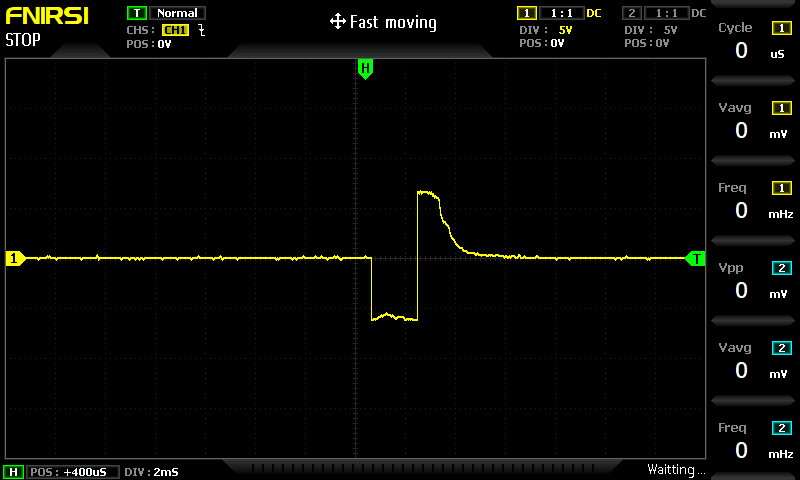 FNIRSI
STOP
T Normal
CHS: CH1
POS: 0V
Fast moving
1 1:1 DC
DIV: 5V
POS: 0V
2 1:1 DC
DIV: 5V
POS: 0V
H
1
T
Cycle 1
0 uS
Vavg 1
0 mV
Freq 1
0 mHz
Vpp 2
0 mV
Vavg 2
0 mV
Freq 2
0 mHz
H POS: +400uS DIV: 2mS
Waitting...